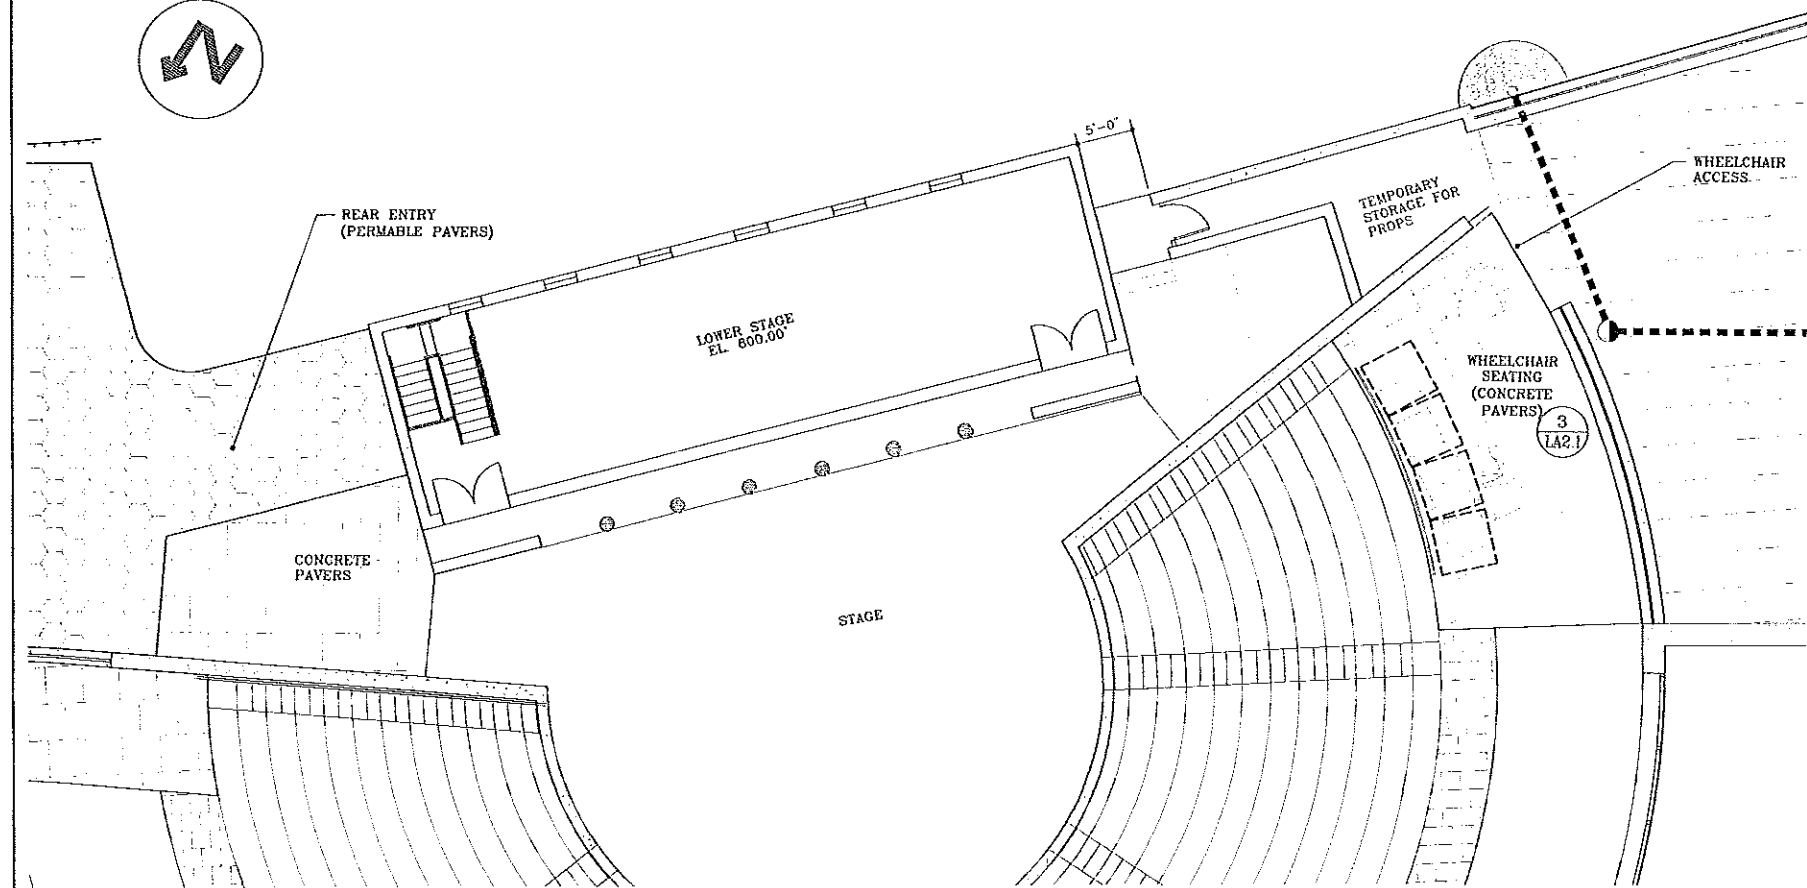 5'-0"
WHEELCHAIR
ACCESS
REAR ENTRY
(PERMABLE PAVERS)
TEMPORARY
STORAGE FOR
PROPS
LOWER STAGE
EL. 800.00'
WHEELCHAIR
SEATING
(CONCRETE
PAVERS)
3
LA2.1
CONCRETE
PAVERS
STAGE